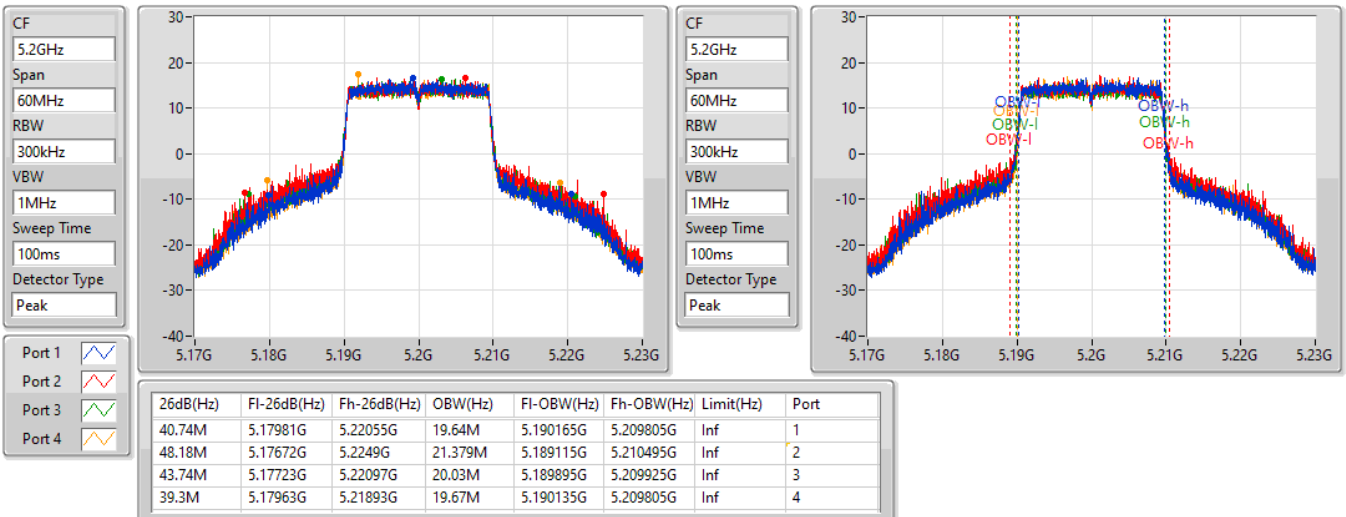 CF
5.2GHz
Span
60MHz
RBW
300kHz
VBW
1MHz
Sweep Time
100ms
Detector Type
Peak
30
20
10
0
-10
-20
-30
-40
5.17G 5.18G 5.19G 5.2G 5.21G 5.22G 5.23G
CF
5.2GHz
Span
60MHz
RBW
300kHz
VBW
1MHz
Sweep Time
100ms
Detector Type
Peak
30
20
10
0
-10
-20
-30
-40
OBW-l
OBW-l
OBW-l
OBW-l
OBW-h
OBW-h
OBW-h
5.17G 5.18G 5.19G 5.2G 5.21G 5.22G 5.23G
Port 1
Port 2
Port 3
Port 4
26dB(Hz) Fl-26dB(Hz) Fh-26dB(Hz) OBW(Hz) Fl-OBW(Hz) Fh-OBW(Hz) Limit(Hz) Port
40.74M 5.17981G 5.22055G 19.64M 5.190165G 5.209805G Inf 1
48.18M 5.17672G 5.2249G 21.379M 5.189115G 5.210495G Inf 2
43.74M 5.17723G 5.22097G 20.03M 5.189895G 5.209925G Inf 3
39.3M 5.17963G 5.21893G 19.67M 5.190135G 5.209805G Inf 4